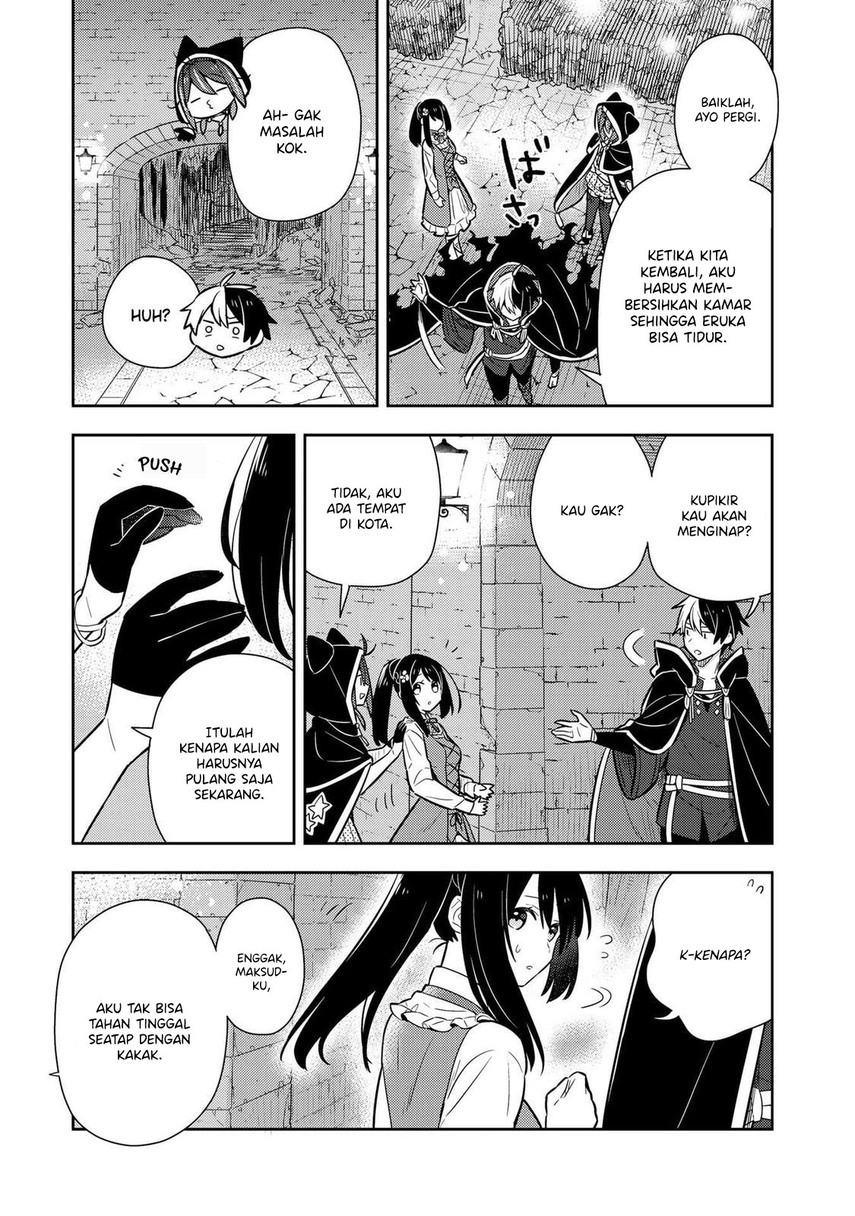 BAIKLAH,
AYO PERGI.
KETIKA KITA
KEMBALI, AKU
HARUS MEM-
BERSIHKAN KAMAR
SEHINGGA ERUKA
BISA TIDUR.
ばさっ
AH- GAK
MASALAH
KOK.
HUH?
KUPIKIR
KAU AKAN
MENGINAP?
KAU GAK?
TIDAK, AKU
ADA TEMPAT
DI KOTA.
PUSH
ITULAH
KENAPA KALIAN
HARUSNYA
PULANG SAJA
SEKARANG.
K-KENAPA?
ENGGAK,
MAKSUD-
KU,
AKU TAK BISA
TAHAN TINGGAL
SEATAP DENGAN
KAKAK.